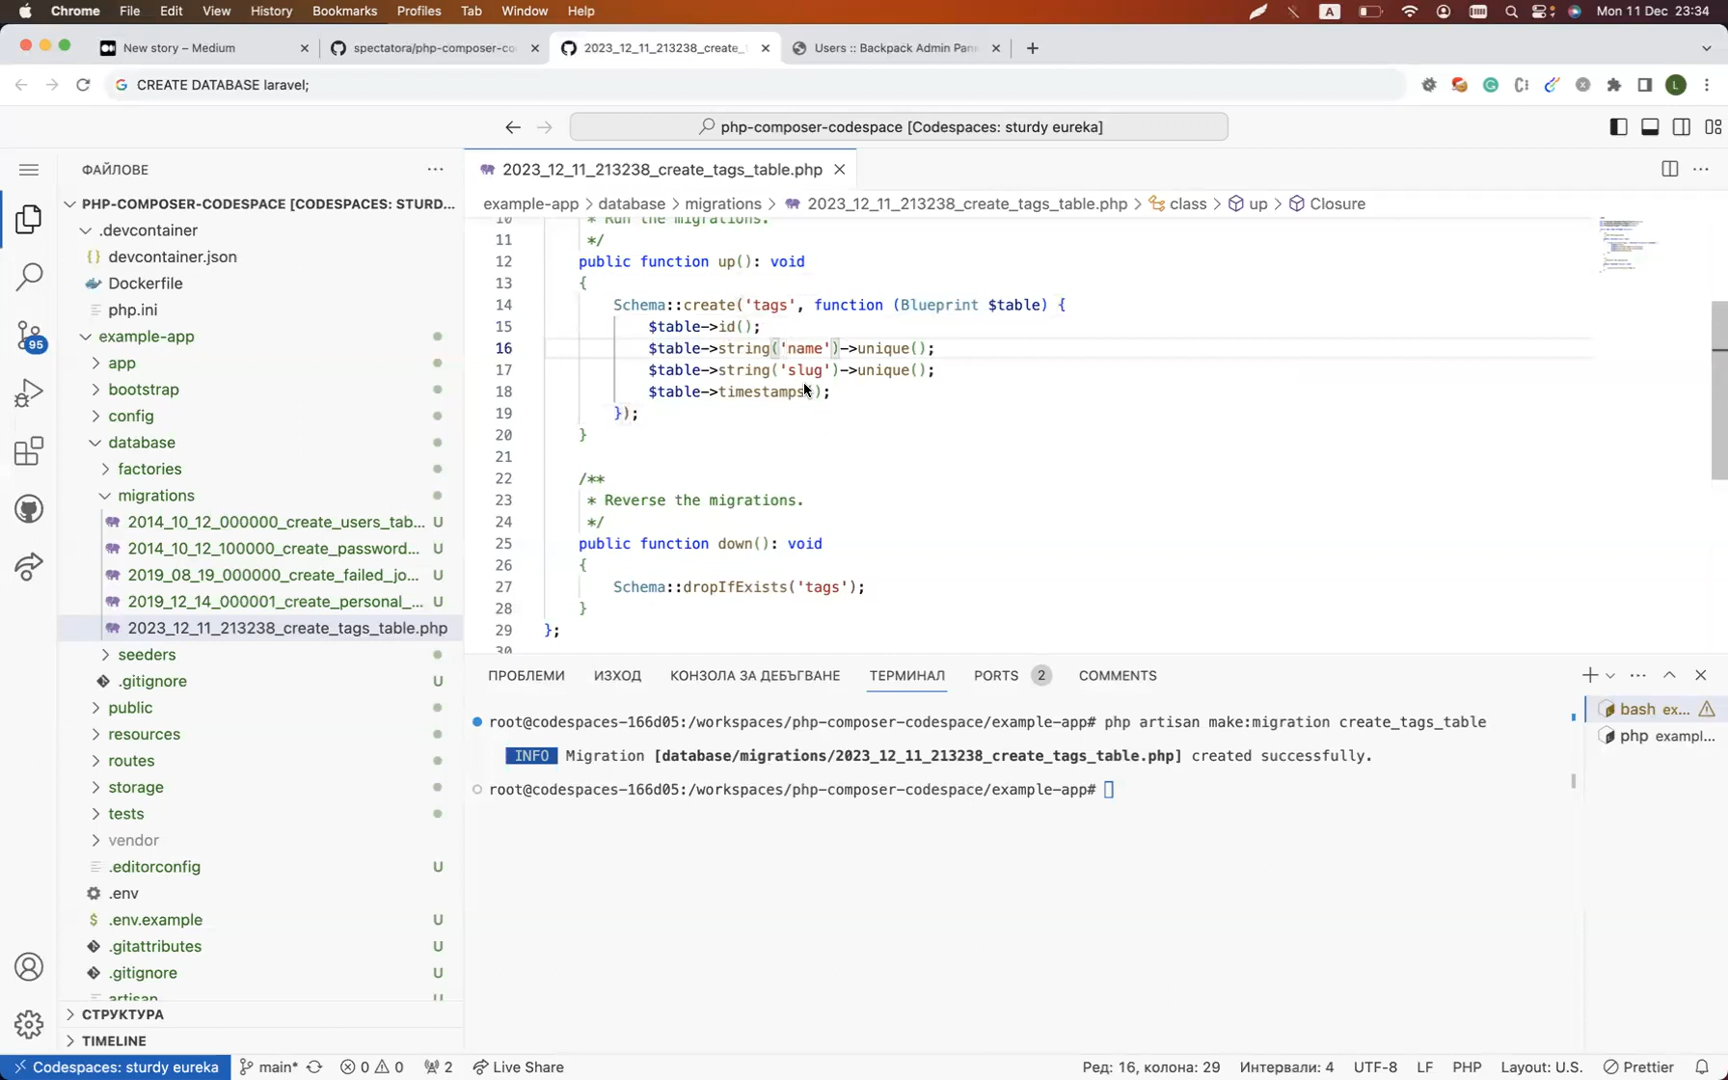 Chrome File Edit View History Bookmarks Profiles Tab Window Help A Mon 11 Dec 23:34
New story – Medium spectatora/php-composer-co 2023_12_11_213238_create_ Users :: Backpack Admin Pan
CREATE DATABASE laravel; L
php-composer-codespace [Codespaces: sturdy eureka]
ФАЙЛОВЕ
PHP-COMPOSER-CODESPACE [CODESPACES: STURD...
.devcontainer
devcontainer.json
Dockerfile
php.ini
example-app
95
app
bootstrap
config
database
factories
migrations
2014_10_12_000000_create_users_tab... U
2014_10_12_100000_create_password... U
2019_08_19_000000_create_failed_jo... U
2019_12_14_000001_create_personal_... U
2023_12_11_213238_create_tags_table.php
seeders
.gitignore
public
resources
routes
storage
tests
vendor
.editorconfig U
.env
.env.example U
.gitattributes U
.gitignore U
artisan
СТРУКТУРА
TIMELINE
2023_12_11_213238_create_tags_table.php
example-app > database > migrations > 2023_12_11_213238_create_tags_table.php > class > up > Closure
10 * Run the migrations.
11 */
12 public function up(): void
13 {
14 Schema::create('tags', function (Blueprint $table) {
15 $table->id();
16 $table->string('name')->unique();
17 $table->string('slug')->unique();
18 $table->timestamps();
19 });
20 }
21
22 /**
23 * Reverse the migrations.
24 */
25 public function down(): void
26 {
27 Schema::dropIfExists('tags');
28 }
29 };
30
ПРОБЛЕМИ ИЗХОД КОНЗОЛА ЗА ДЕБЪГВАНЕ ТЕРМИНАЛ PORTS 2 COMMENTS
root@codespaces-166d05:/workspaces/php-composer-codespace/example-app# php artisan make:migration create_tags_table
INFO Migration [database/migrations/2023_12_11_213238_create_tags_table.php] created successfully.
root@codespaces-166d05:/workspaces/php-composer-codespace/example-app#
bash ex...
php exampl...
Codespaces: sturdy eureka main* 0 0 2 Live Share Ред: 16, колона: 29 Интервали: 4 UTF-8 LF PHP Layout: U.S. Prettier